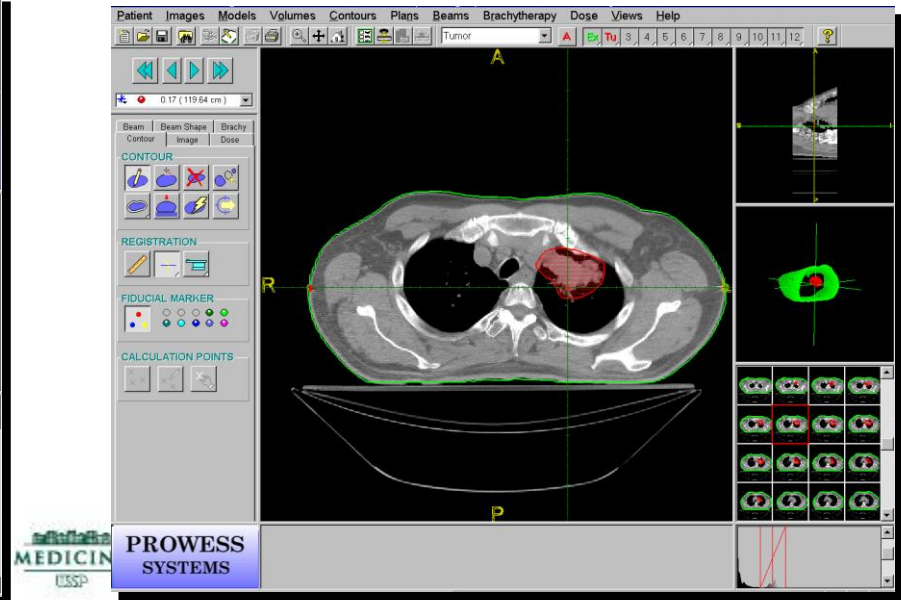 Patient Images Models Volumes Contours Plans Beams Brachytherapy Dose Views Help
Tumor A Ex Tu 3 4 5 6 7 8 9 10 11 12 ?
A
0.17 ( 119.64 cm )
Beam Beam Shape Brachy
Contour Image Dose
CONTOUR
REGISTRATION
R
FIDUCIAL MARKER
CALCULATION POINTS
P
PROWESS
SYSTEMS
MEDICIN
USSP